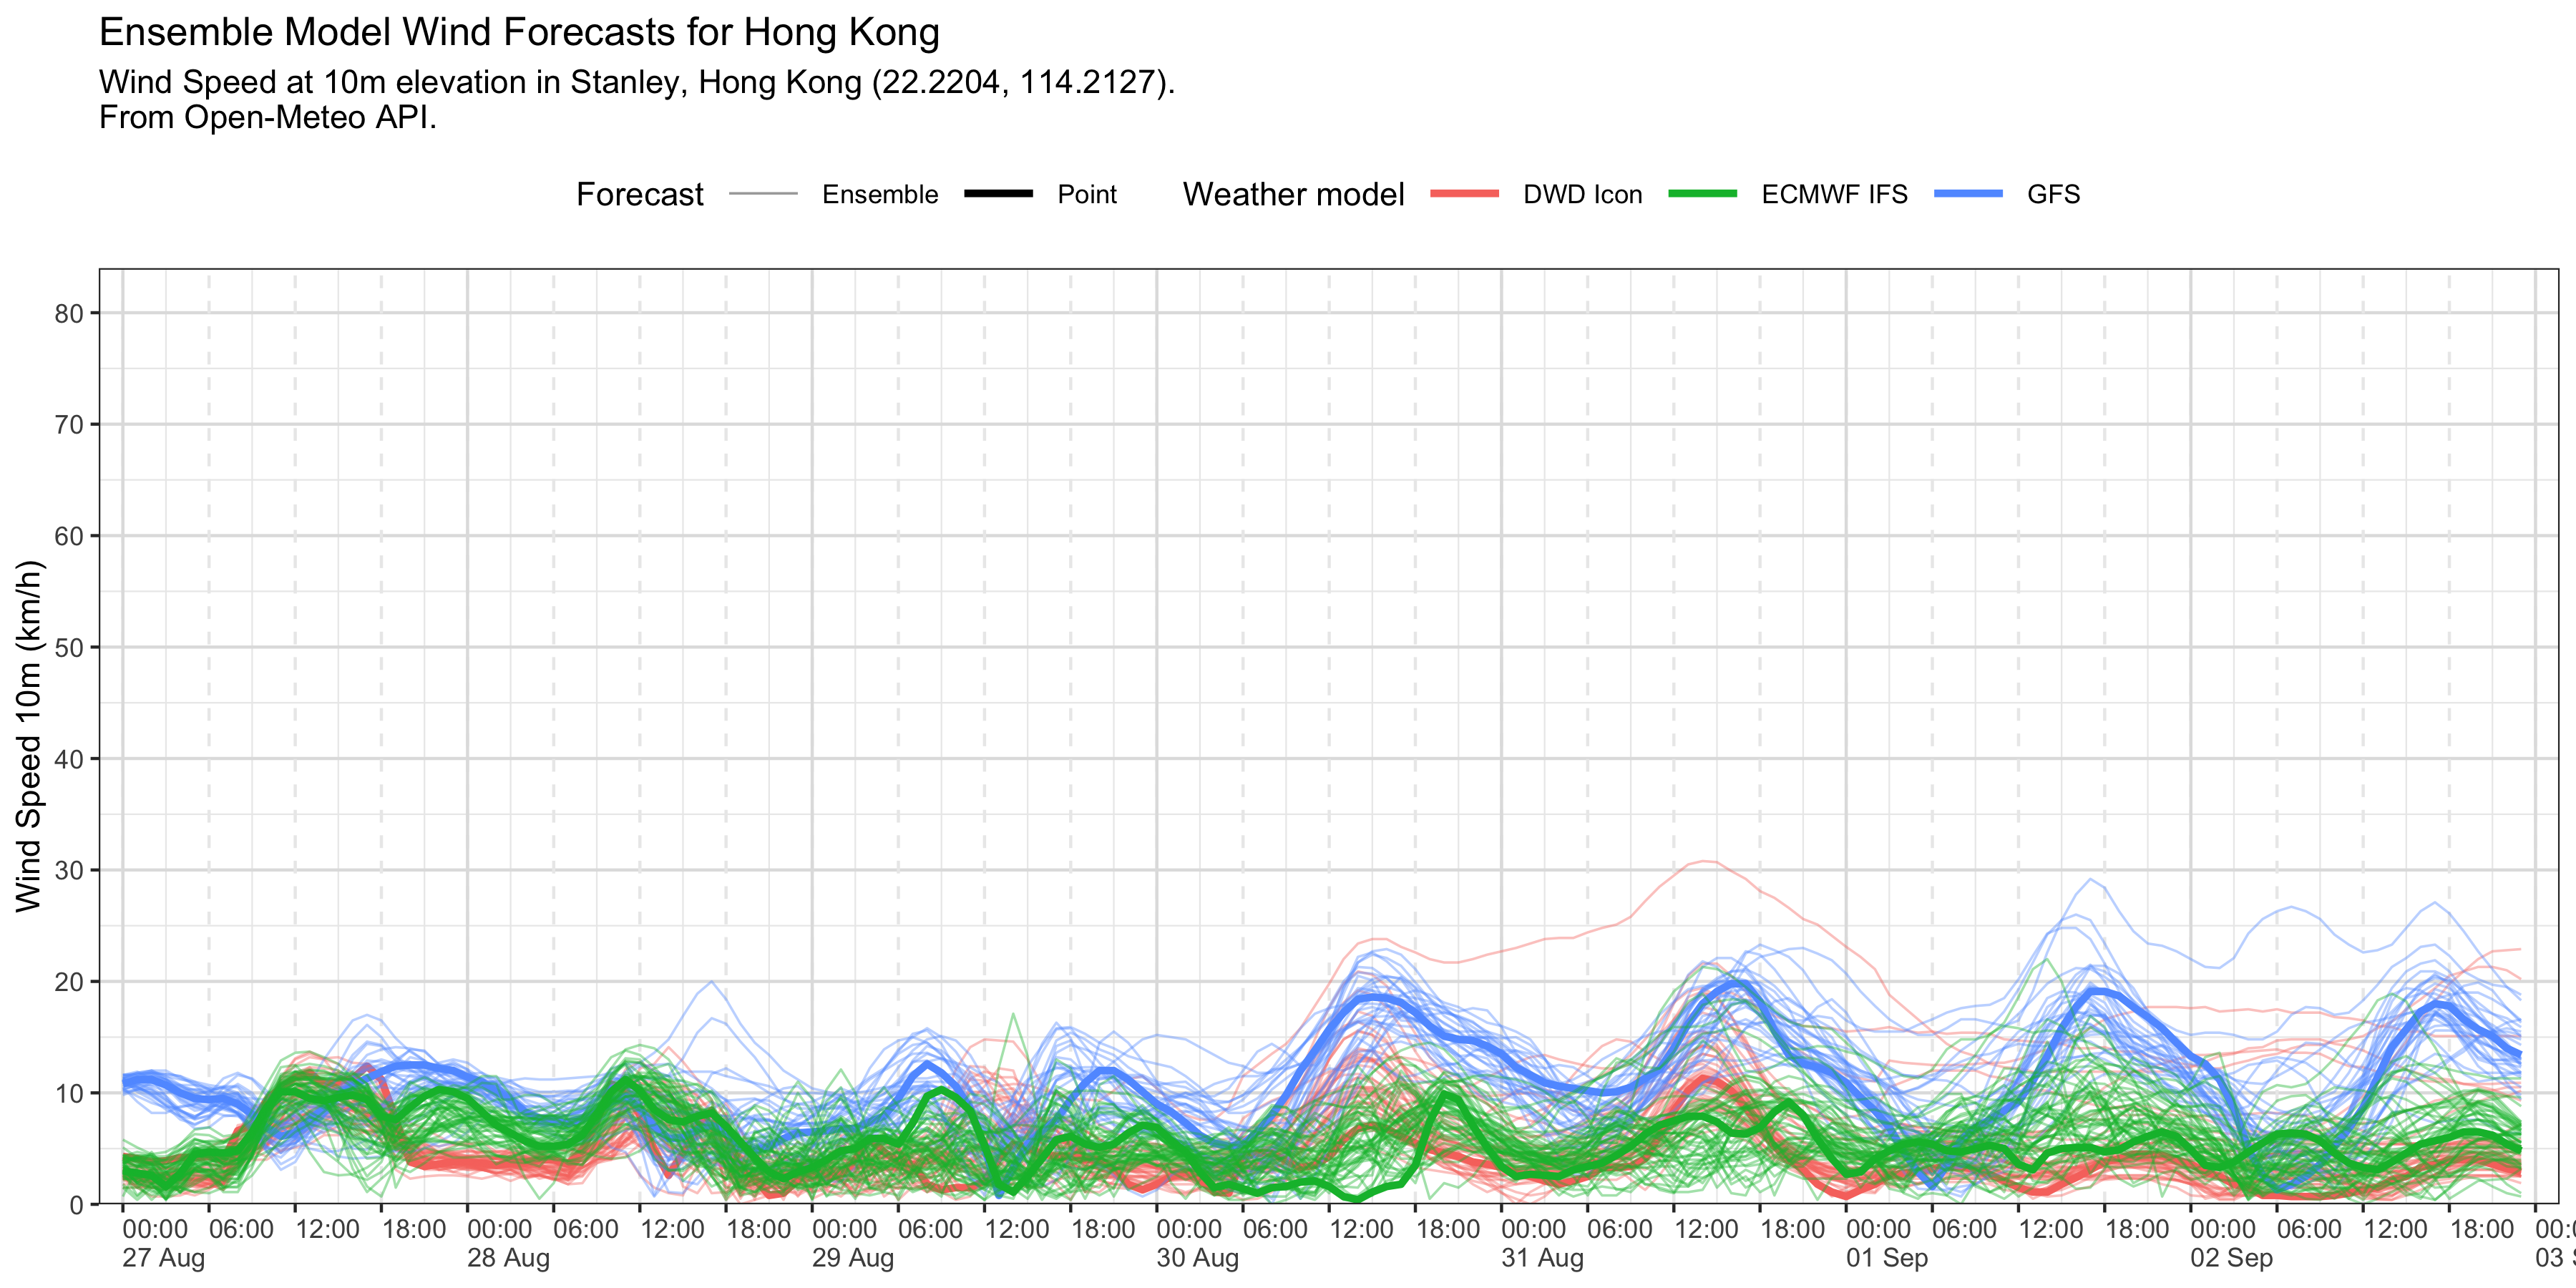 Ensemble Model Wind Forecasts for Hong Kong
Wind Speed at 10m elevation in Stanley, Hong Kong (22.2204, 114.2127).
From Open-Meteo API.
Forecast Ensemble Point Weather model DWD Icon ECMWF IFS GFS
Wind Speed 10m (km/h)
80
70
60
50
40
30
20
10
0
00:00 06:00 12:00 18:00 00:00 06:00 12:00 18:00 00:00 06:00 12:00 18:00 00:00 06:00 12:00 18:00 00:00 06:00 12:00 18:00 00:00 06:00 12:00 18:00 00:00 06:00 12:00 18:00
27 Aug 28 Aug 29 Aug 30 Aug 31 Aug 01 Sep 02 Sep 03